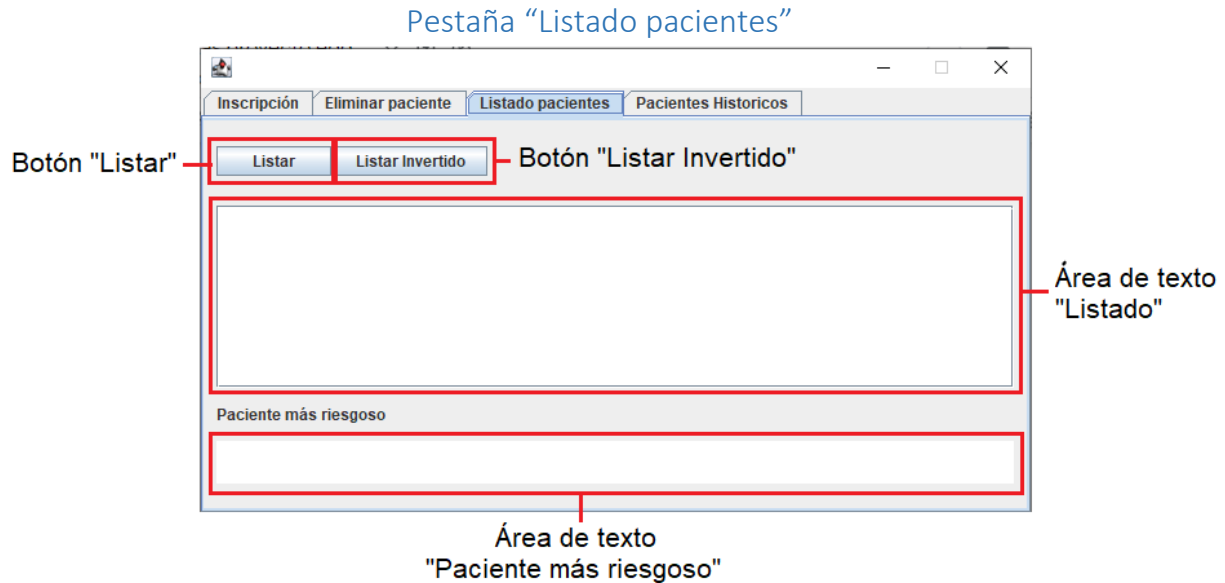 Pestaña “Listado pacientes”
Inscripción Eliminar paciente Listado pacientes Pacientes Historicos
Botón "Listar" Listar Listar Invertido Botón "Listar Invertido"
Área de texto
"Listado"
Paciente más riesgoso
Área de texto
"Paciente más riesgoso"